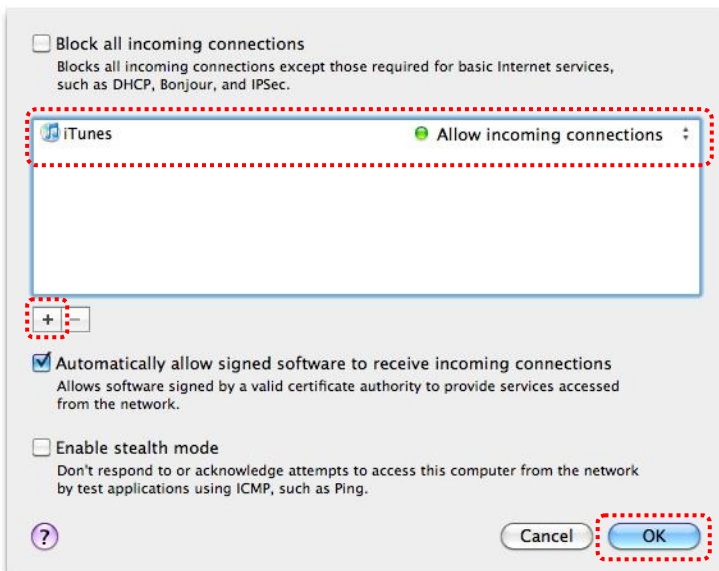 Block all incoming connections
Blocks all incoming connections except those required for basic Internet services,
such as DHCP, Bonjour, and IPSec.
iTunes Allow incoming connections
+ −
Automatically allow signed software to receive incoming connections
Allows software signed by a valid certificate authority to provide services accessed
from the network.
Enable stealth mode
Don't respond to or acknowledge attempts to access this computer from the network
by test applications using ICMP, such as Ping.
? Cancel OK